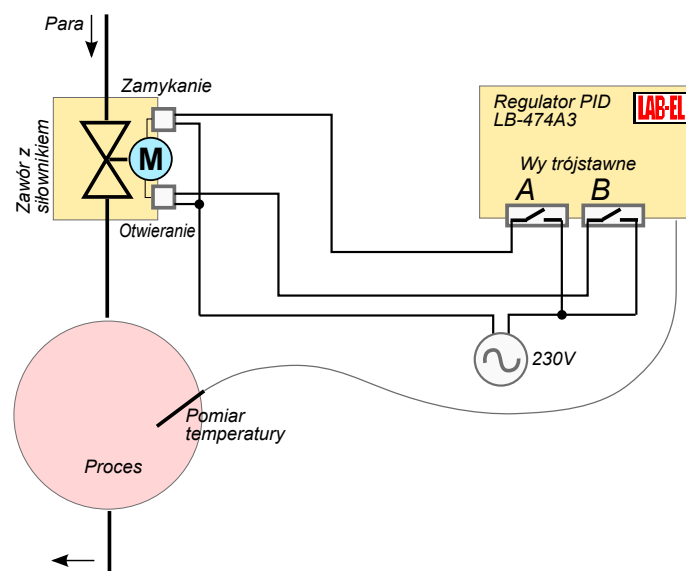 Para
Zamykanie
Zawór z
siłownikiem
M
Otwieranie
Regulator PID
LB-474A3
LAB-EL
Wy trójstawne
A
B
230V
Pomiar
temperatury
Proces